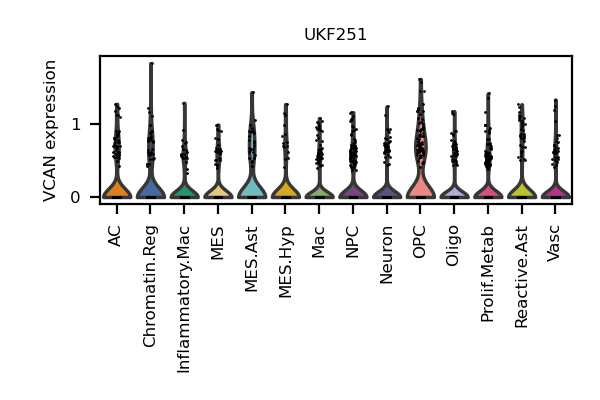 UKF251
VCAN expression
1
0
AC
Chromatin.Reg
Inflammatory.Mac
MES
MES.Ast
MES.Hyp
Mac
NPC
Neuron
OPC
Oligo
Prolif.Metab
Reactive.Ast
Vasc